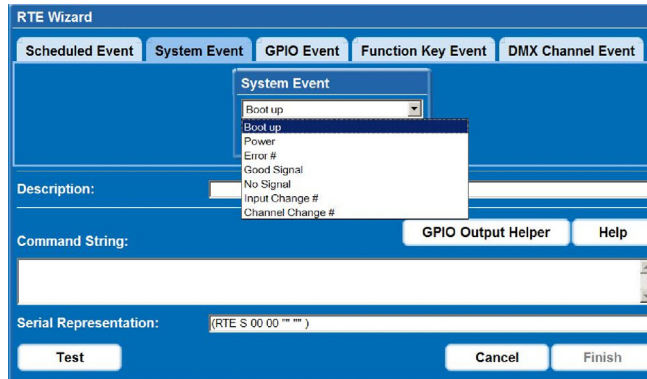 RTE Wizard
Scheduled Event System Event GPIO Event Function Key Event DMX Channel Event
System Event
Boot up
Boot up
Power
Error #
Good Signal
No Signal
Input Change #
Channel Change #
Description:
GPIO Output Helper Help
Command String:
Serial Representation: (RTE S 00 00 "" "" )
Test Cancel Finish